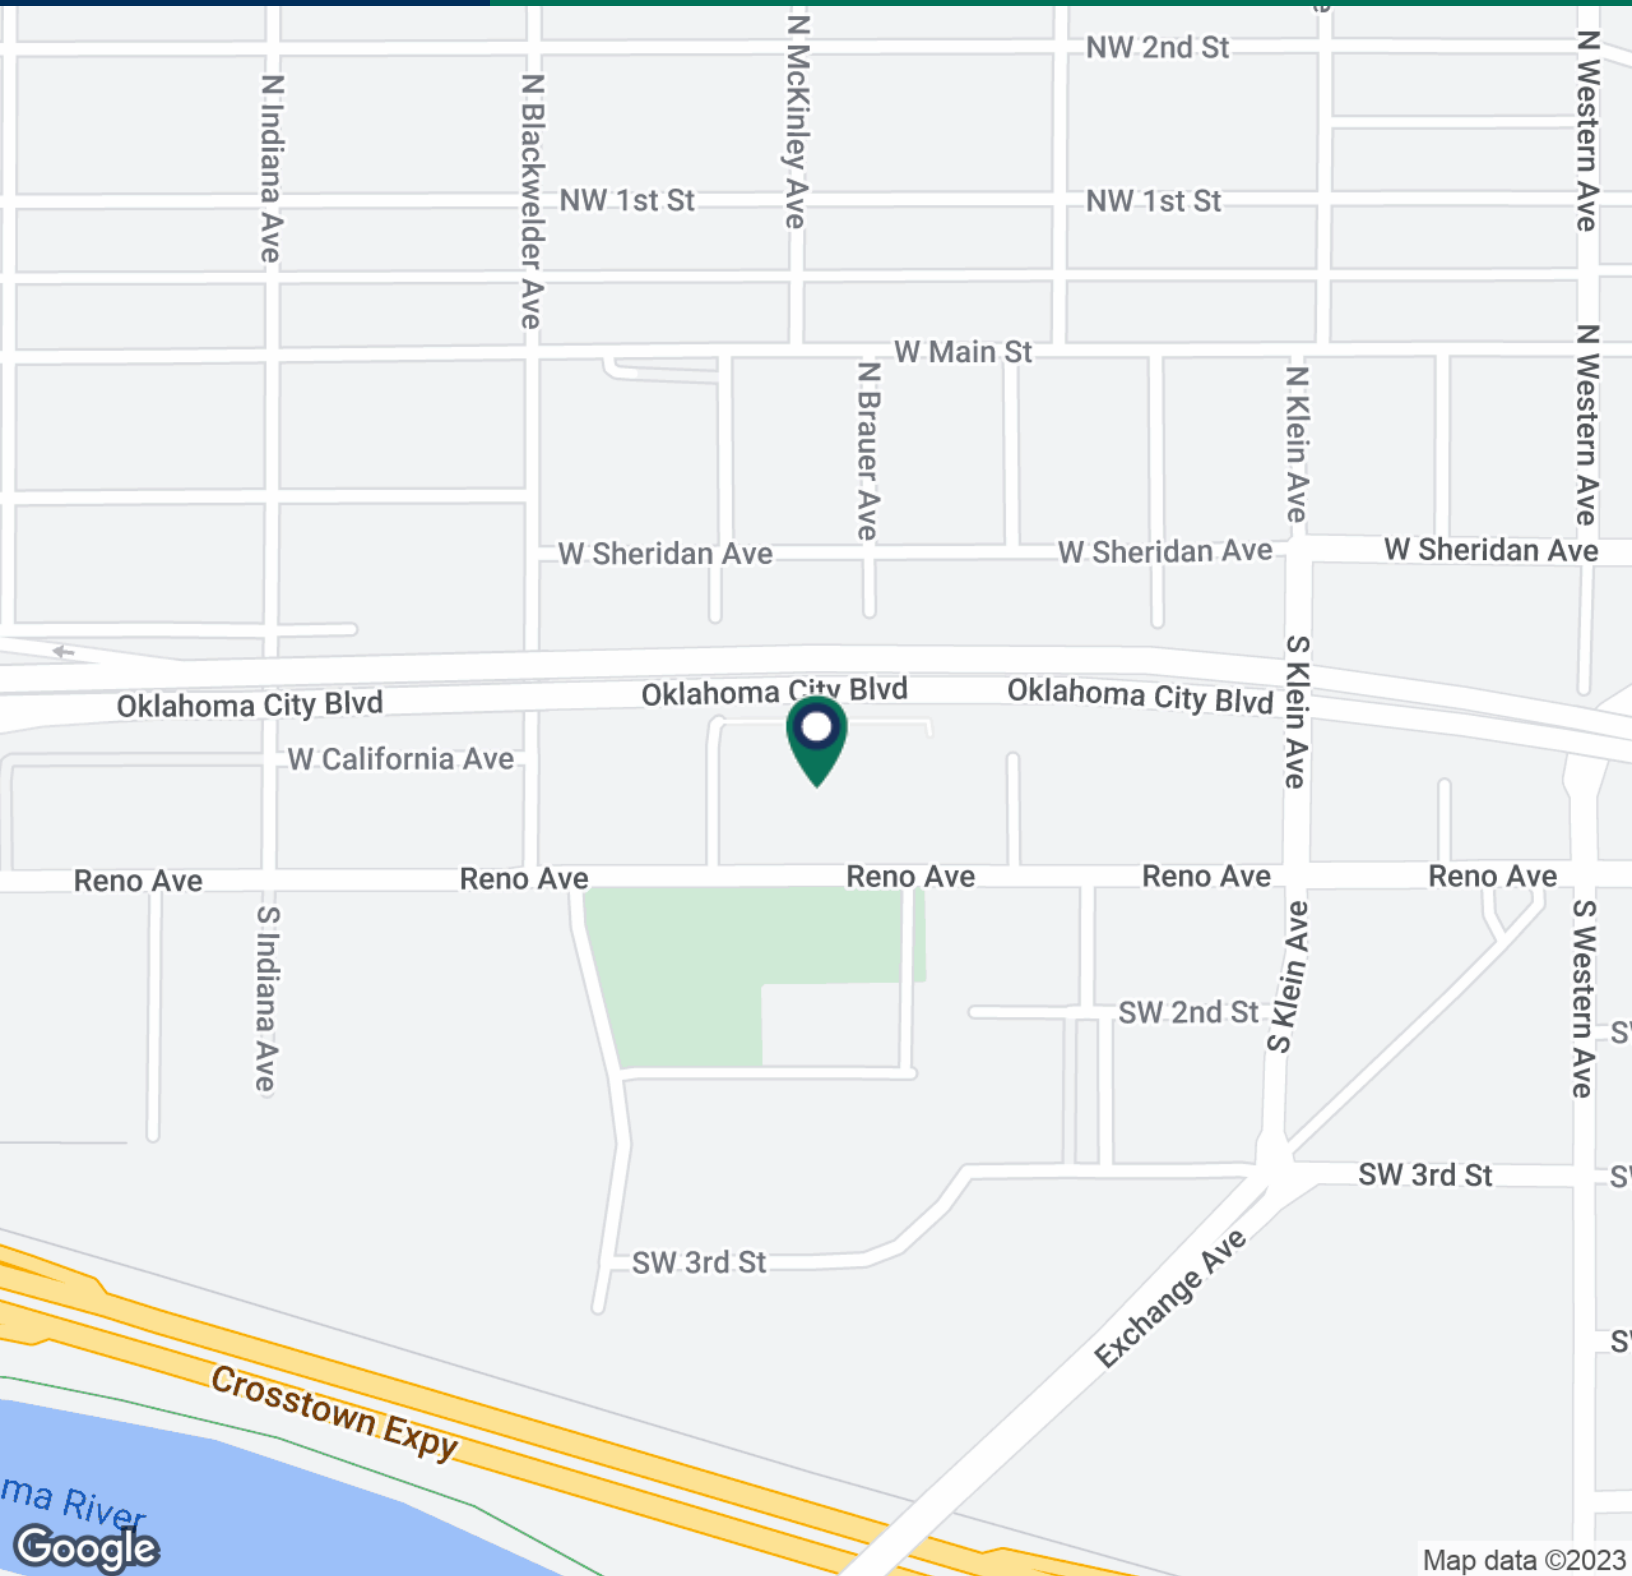 NW 2nd St
N Indiana Ave
N Blackwelder Ave
N McKinley Ave
N Western Ave
NW 1st St
NW 1st St
W Main St
N Brauer Ave
N Klein Ave
N Western Ave
W Sheridan Ave
W Sheridan Ave
W Sheridan Ave
Oklahoma City Blvd
Oklahoma City Blvd
Oklahoma City Blvd
S Klein Ave
W California Ave
Reno Ave
Reno Ave
Reno Ave
Reno Ave
Reno Ave
S Indiana Ave
S Klein Ave
S Western Ave
SW 2nd St
SW
SW 3rd St
SW
SW 3rd St
Exchange Ave
SW
Crosstown Expy
ma River
Google
Map data ©2023